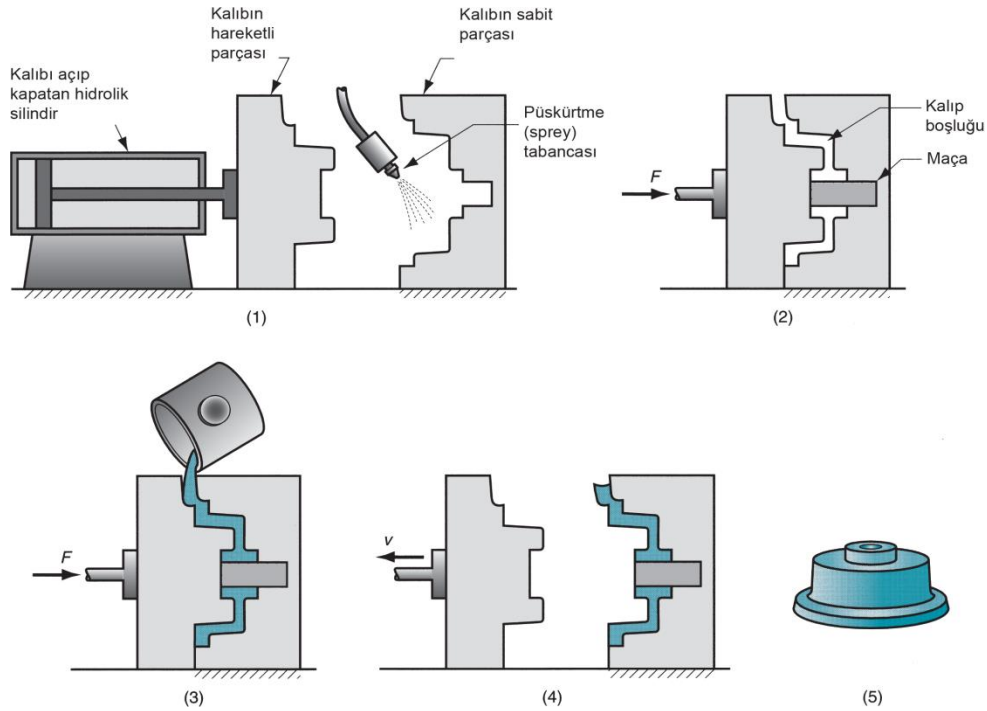 Kalıbın
hareketli
parçası
Kalıbın sabit
parçası
Kalıbı açıp
kapatan hidrolik
silindir
Püskürtme
(sprey)
tabancası
(1)
Kalıp
boşluğu
Maça
F
(2)
F
(3)
v
(4)
(5)